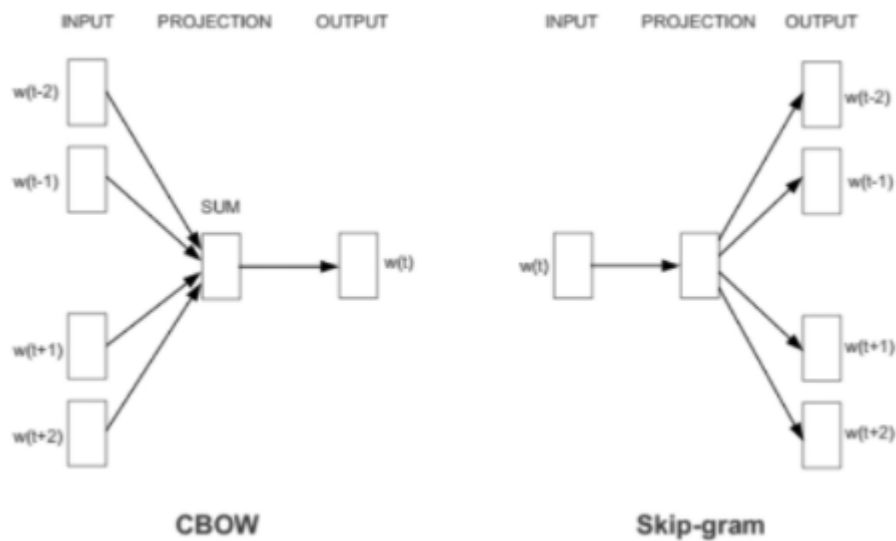 INPUT PROJECTION OUTPUT
w(t-2)
w(t-1)
SUM
w(t)
w(t+1)
w(t+2)
CBOW
INPUT PROJECTION OUTPUT
w(t-2)
w(t-1)
w(t)
w(t+1)
w(t+2)
Skip-gram